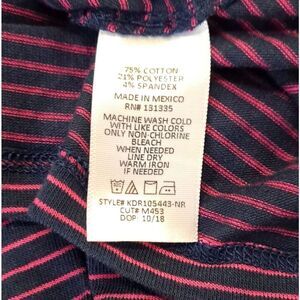 75% COTTON
21% POLYESTER
4% SPANDEX
MADE IN MEXICO
RN# 131335
MACHINE WASH COLD
WITH LIKE COLORS
ONLY NON-CHLORINE
BLEACH
WHEN NEEDED
LINE DRY
WARM IRON
IF NEEDED
STYLE# KDR105443-NR
CUT# M453
DOP: 10/18